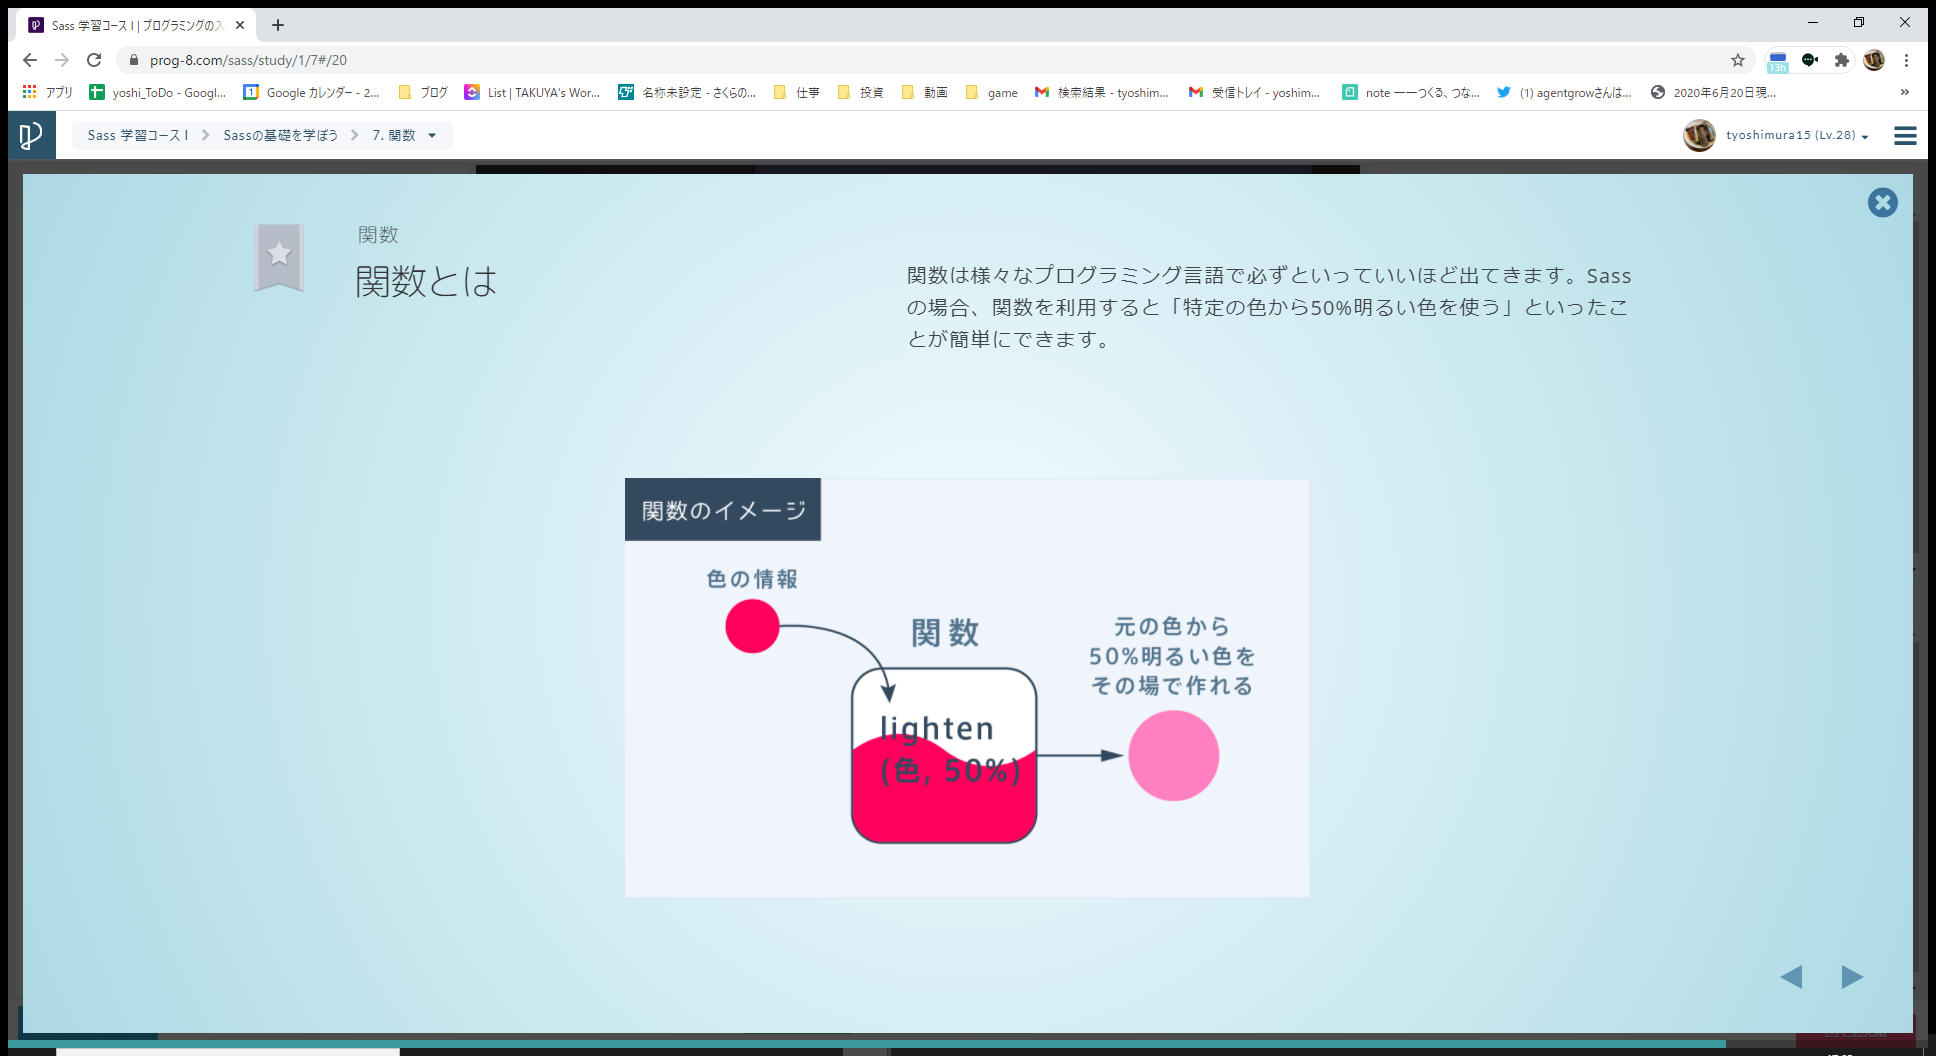 Sass 学習コース I | プログラミングの入
prog-8.com/sass/study/1/7#/20
13h
アプリ
yoshi_ToDo - Googl...
Google カレンダー - 2...
ブログ
List | TAKUYA's Wor...
名称未設定 - さくらの...
仕事
投資
動画
game
検索結果 - tyoshim...
受信トレイ - yoshim...
note ーーつくる、つな...
(1) agentgrowさんは...
2020年6月20日現...
»
Sass 学習コース I
Sassの基礎を学ぼう
7. 関数
tyoshimura15 (Lv.28)
関数
関数とは
関数は様々なプログラミング言語で必ずといっていいほど出てきます。Sass
の場合、関数を利用すると「特定の色から50%明るい色を使う」といったこ
とが簡単にできます。
関数のイメージ
色の情報
関数
lighten
(色, 50%)
元の色から
50%明るい色を
その場で作れる